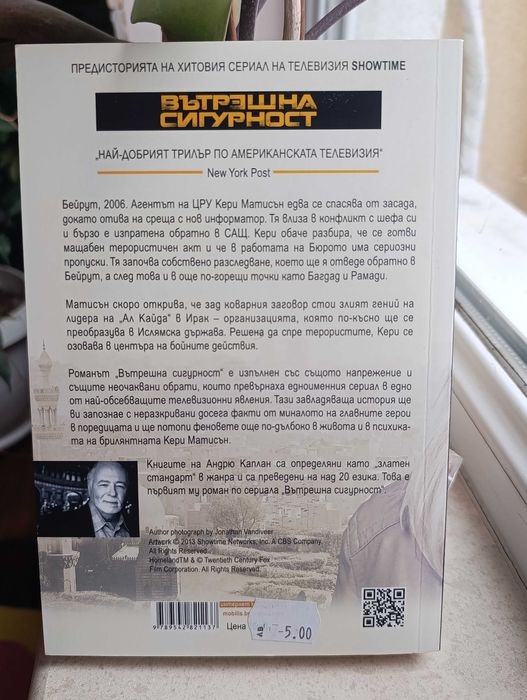 ПРЕДИСТОРИЯТА НА ХИТОВИЯ СЕРИАЛ НА ТЕЛЕВИЗИЯ SHOWTIME
ВЪТРЕШНА
СИГУРНОСТ
„НАЙ-ДОБРИЯТ ТРИЛЪР ПО АМЕРИКАНСКАТА ТЕЛЕВИЗИЯ“
New York Post
Бейрут, 2006. Агентът на ЦРУ Кери Матисън едва се спасява от засада,
докато отива на среща с нов информатор. Тя влиза в конфликт с шефа си
и бързо е изпратена обратно в САЩ. Кери обаче разбира, че се готви
мащабен терористичен акт и че в работата на Бюрото има сериозни
пропуски. Тя започва собствено разследване, което ще я отведе обратно в
Бейрут, а след това и в още по-горещи точки като Багдад и Рамади.
Матисън скоро открива, че зад коварния заговор стои злият гений на
лидера на „Ал Кайда“ в Ирак – организацията, която по-късно ще се
преобразува в Ислямска държава. Решена да спре терористите, Кери се
озовава в центъра на бойните действия.
Романът „Вътрешна сигурност“ е изпълнен със същото напрежение и
същите неочаквани обрати, които превърнаха едноименния сериал в едно
от най-обсебващите телевизионни явления. Тази завладяваща история ще
ви запознае с неразкривани досега факти от миналото на главните герои
в поредицата и ще потопи феновете още по-дълбоко в живота и в психика-
та на брилянтната Кери Матисън.
Книгите на Андрю Каплан са определяни като „златен
стандарт“ в жанра и са преведени на над 20 езика. Това е
първият му роман по сериала „Вътрешна сигурност“.
Author photograph by Jonathan Vandiveer
Artwork © 2013 Showtime Networks, Inc. A CBS Company.
All Rights Reserved.
HomelandTM & © Twentieth Century Fox
Film Corporation. All Rights Reserved.
mobilis.b
9 789542 821137
Цена
-5.00